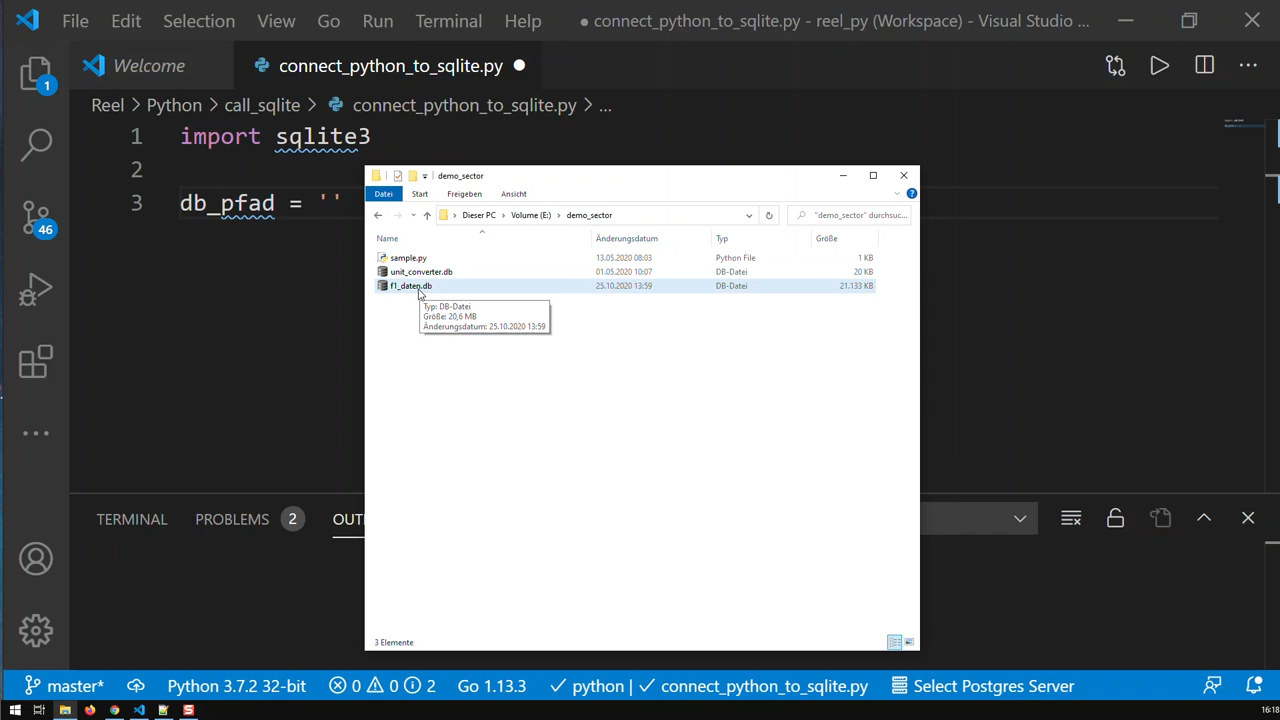 File Edit Selection View Go Run Terminal Help ● connect_python_to_sqlite.py - reel_py (Workspace) - Visual Studio ...
1 Welcome connect_python_to_sqlite.py
Reel > Python > call_sqlite > connect_python_to_sqlite.py > ...
1 import sqlite3
2
3 db_pfad = ''
46
demo_sector
Datei Start Freigeben Ansicht
Dieser PC > Volume (E:) > demo_sector "demo_sector" durchsuc...
Name Änderungsdatum Typ Größe
sample.py 13.05.2020 08:03 Python File 1 KB
unit_converter.db 01.05.2020 10:07 DB-Datei 20 KB
f1_daten.db 25.10.2020 13:59 DB-Datei 21.133 KB
Typ: DB-Datei
Größe: 20,6 MB
Änderungsdatum: 25.10.2020 13:59
3 Elemente
TERMINAL PROBLEMS 2 OUT
master* Python 3.7.2 32-bit 0 0 2 Go 1.13.3 python | connect_python_to_sqlite.py Select Postgres Server
16:18